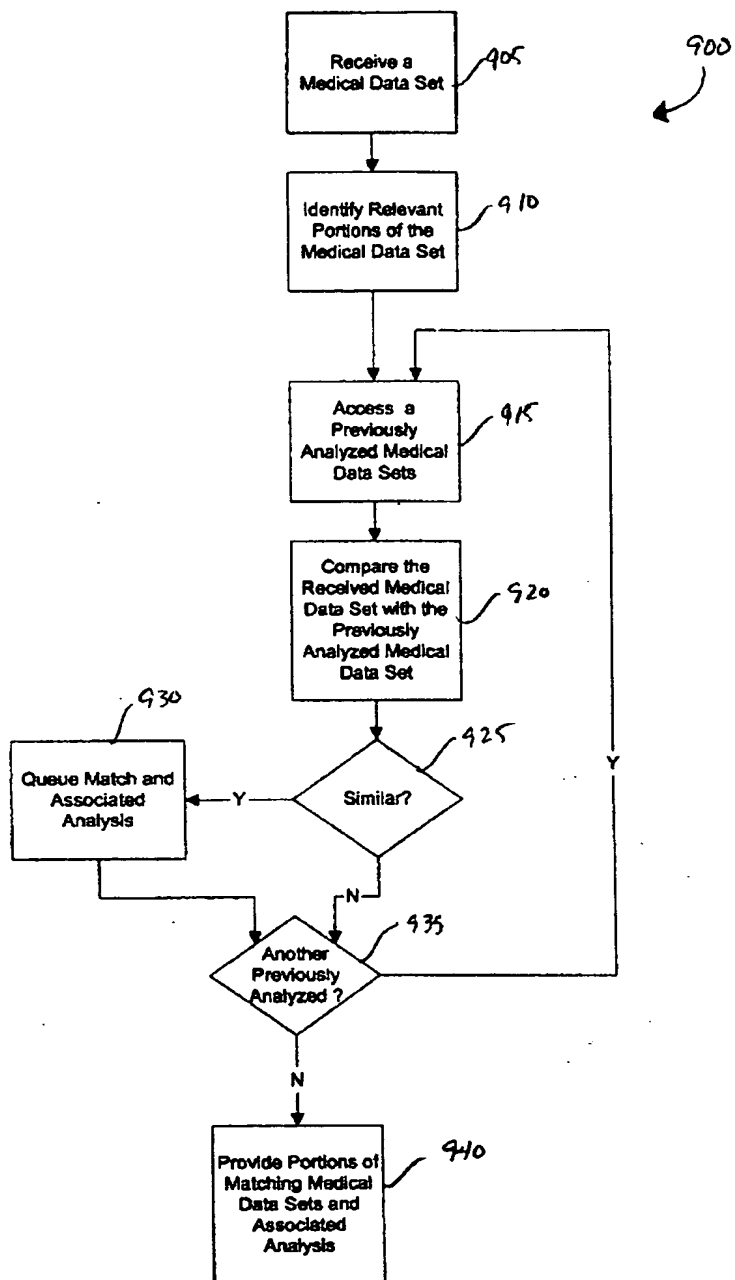 Receive a
Medical Data Set
905
900
Identify Relevant
Portions of the
Medical Data Set
910
Access a
Previously
Analyzed Medical
Data Sets
915
Compare the
Received Medical
Data Set with the
Previously
Analyzed Medical
Data Set
920
930
Queue Match and
Associated
Analysis
Y
Similar?
925
Y
N
Another
Previously
Analyzed ?
935
N
Provide Portions of
Matching Medical
Data Sets and
Associated
Analysis
940